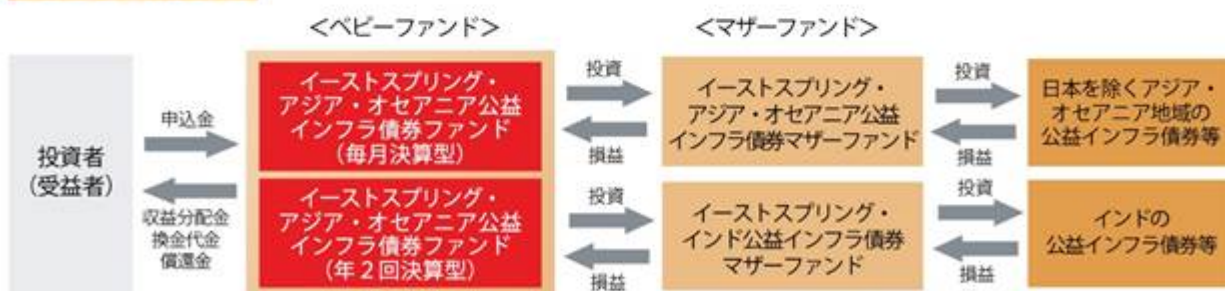 ＜ベビーファンド＞
＜マザーファンド＞
投資者
（受益者）
申込金
収益分配金
換金代金
償還金
イーストスプリング・
アジア・オセアニア公益
インフラ債券ファンド
（毎月決算型）
イーストスプリング・
アジア・オセアニア公益
インフラ債券ファンド
（年２回決算型）
投資
損益
投資
損益
イーストスプリング・
アジア・オセアニア公益
インフラ債券マザーファンド
イーストスプリング・
インド公益インフラ債券
マザーファンド
投資
損益
投資
損益
日本を除くアジア・
オセアニア地域の
公益インフラ債券等
インドの
公益インフラ債券等